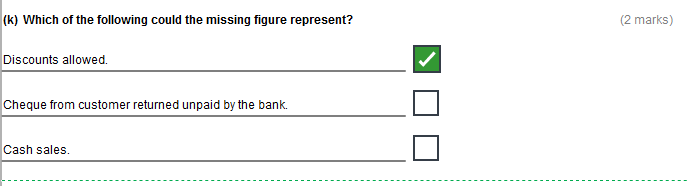 (k) Which of the following could the missing figure represent? (2 marks)
Discounts allowed.
Cheque from customer returned unpaid by the bank.
Cash sales.